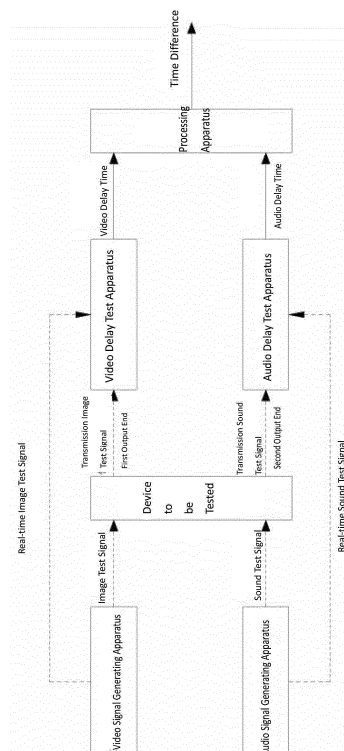 Real-time Image Test Signal
Video Signal Generating Apparatus
Image Test Signal
Transmission Image
Test Signal
First Output End
Video Delay Test Apparatus
Video Delay Time
Device
to
be
Tested
Processing
Apparatus
Time Difference
Audio Signal Generating Apparatus
Sound Test Signal
Transmission Sound
Test Signal
Second Output End
Audio Delay Test Apparatus
Audio Delay Time
Real-time Sound Test Signal